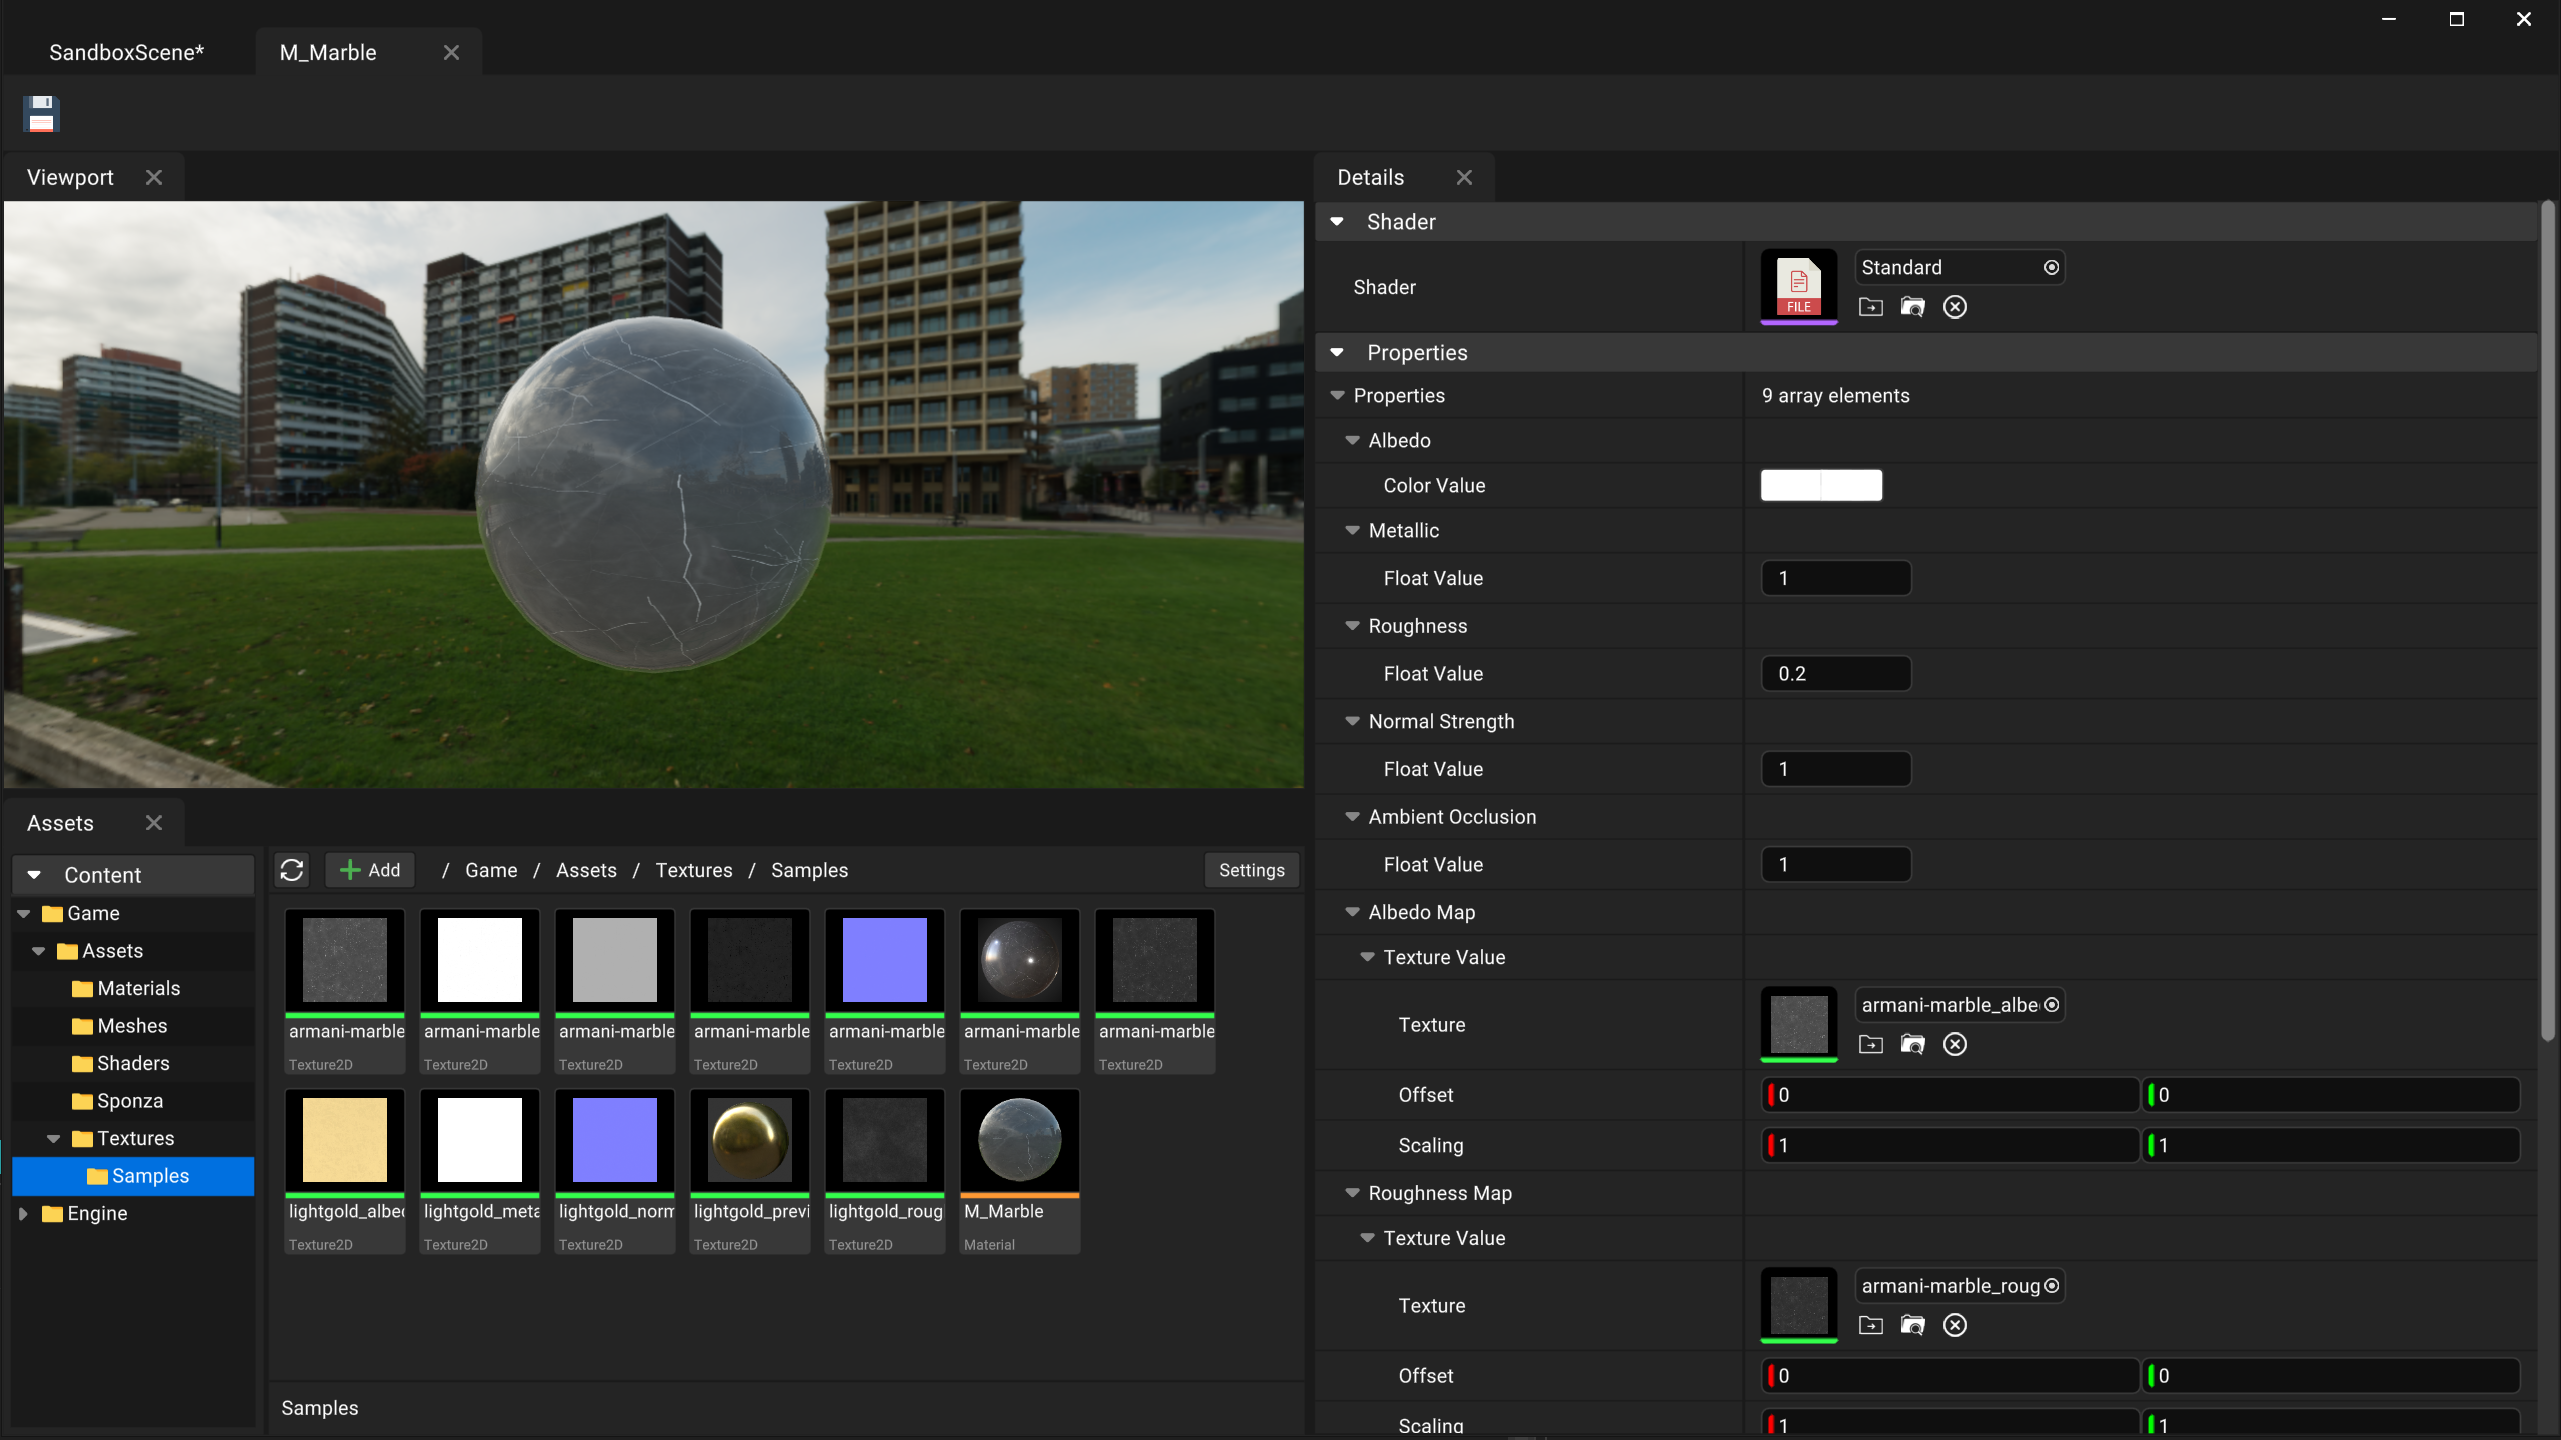 SandboxScene*
M_Marble
Viewport
Details
Shader
Shader
Standard
FILE
Properties
Properties
9 array elements
Albedo
Color Value
Metallic
Float Value
1
Roughness
Float Value
0.2
Normal Strength
Float Value
1
Ambient Occlusion
Float Value
1
Albedo Map
Texture Value
Texture
armani-marble_albe
Offset
0
0
Scaling
1
1
Roughness Map
Texture Value
Texture
armani-marble_roug
Offset
0
0
Scaling
1
1
Assets
Content
Game
Assets
Materials
Meshes
Shaders
Sponza
Textures
Samples
Engine
Add
/ Game / Assets / Textures / Samples
Settings
armani-marble
Texture2D
armani-marble
Texture2D
armani-marble
Texture2D
armani-marble
Texture2D
armani-marble
Texture2D
armani-marble
Texture2D
armani-marble
Texture2D
lightgold_albe
Texture2D
lightgold_meta
Texture2D
lightgold_norm
Texture2D
lightgold_previ
Texture2D
lightgold_roug
Texture2D
M_Marble
Material
Samples